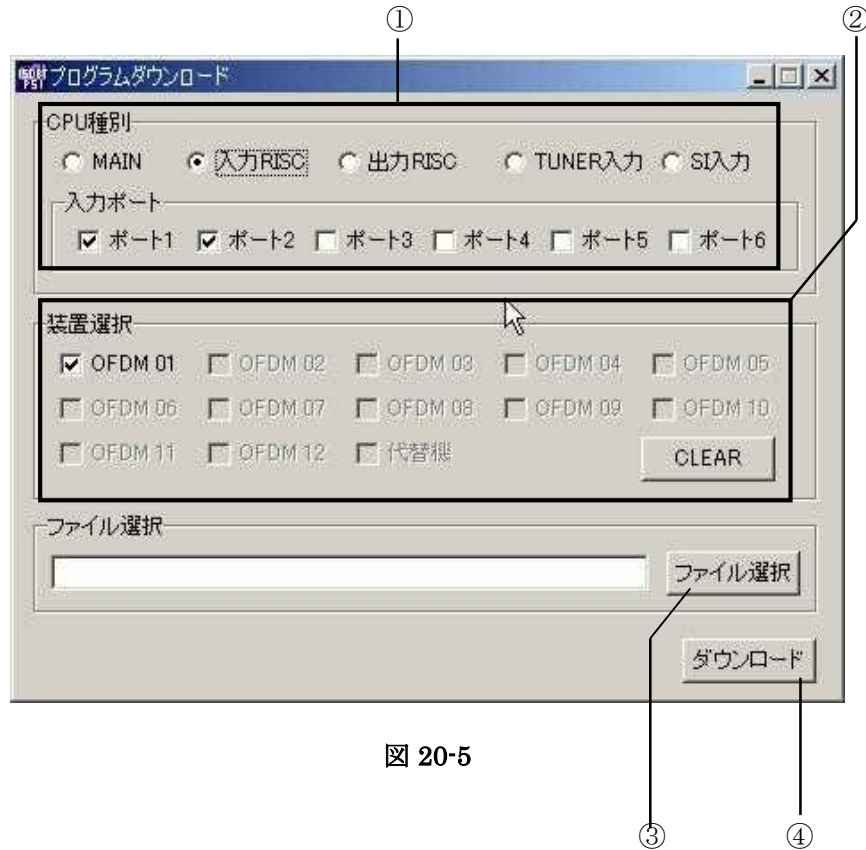 ① ②
プログラムダウンロード
CPU種別
MAIN 入力RISC 出力RISC TUNER入力 SI入力
入力ポート
ポート1 ポート2 ポート3 ポート4 ポート5 ポート6
装置選択
OFDM 01 OFDM 02 OFDM 03 OFDM 04 OFDM 05
OFDM 06 OFDM 07 OFDM 08 OFDM 09 OFDM 10
OFDM 11 OFDM 12 代替機 CLEAR
ファイル選択
ファイル選択
ダウンロード
図 20-5
③ ④